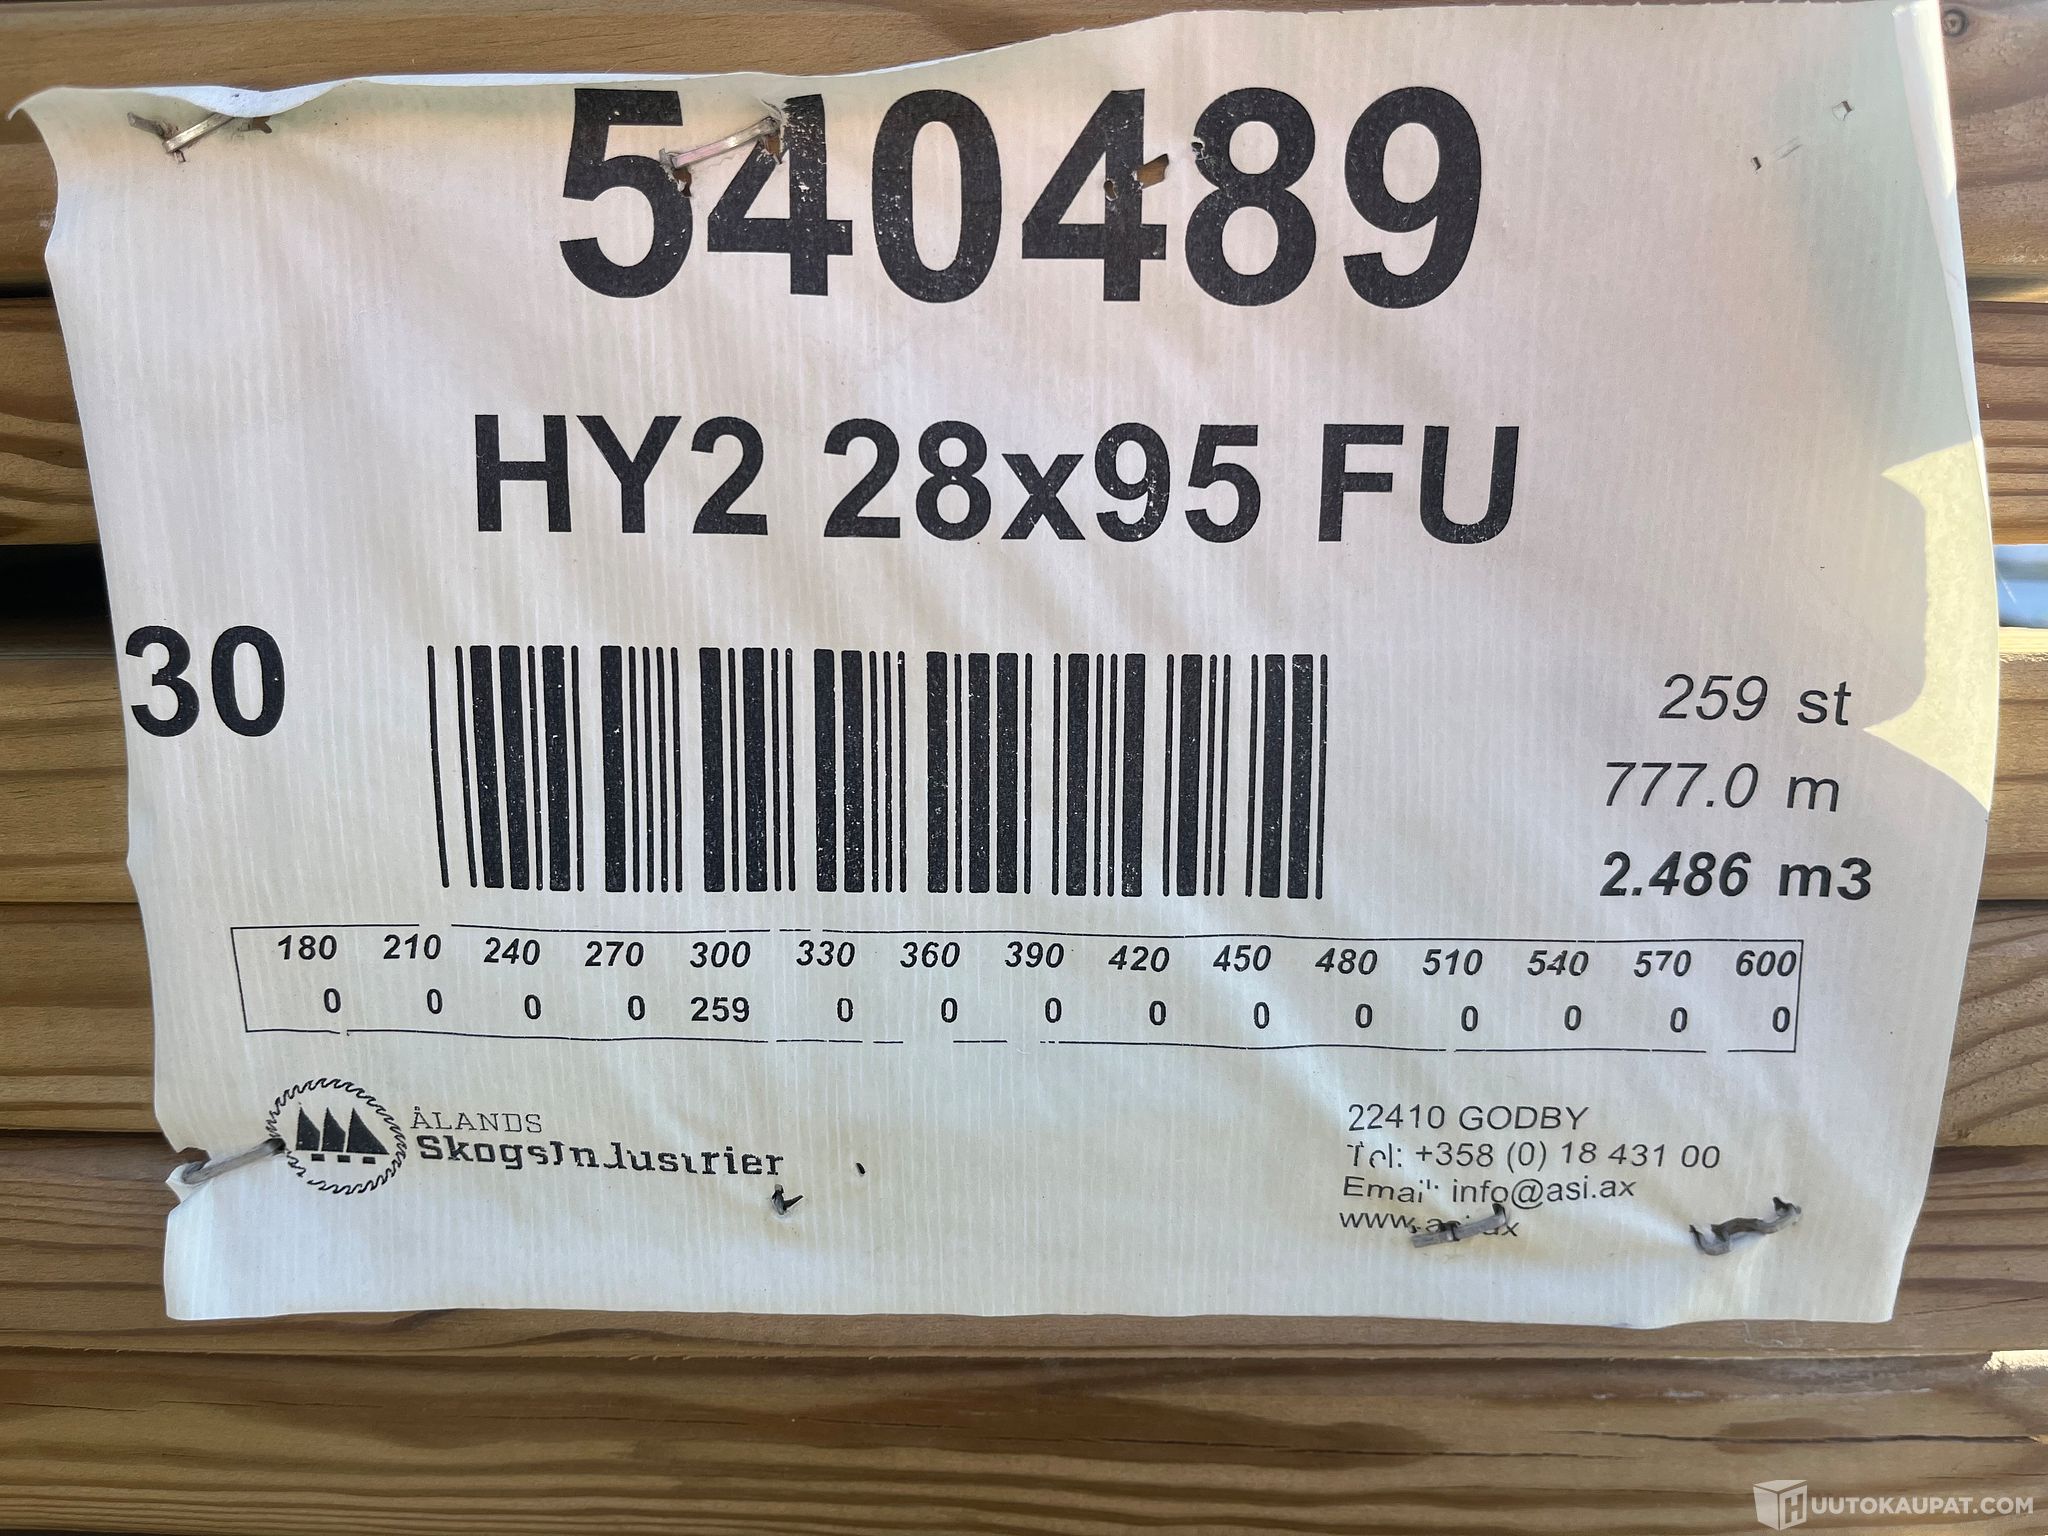 540489
HY2 28x95 FU
30
259 st
777.0 m
2.486 m3
180 210 240 270 300 330 360 390 420 450 480 510 540 570 600
0 0 0 0 259 0 0 0 0 0 0 0 0 0 0
ÅLANDS
SkogsIndustrier
22410 GODBY
Tel: +358 (0) 18 431 00
Email: info@asi.ax
www.asi.ax
HUUTOKAUPAT.COM